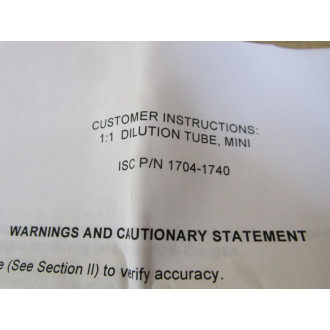 CUSTOMER INSTRUCTIONS:
1:1 DILUTION TUBE, MINI
ISC P/N 1704-1740
WARNINGS AND CAUTIONARY STATEMENT
(See Section II) to verify accuracy.